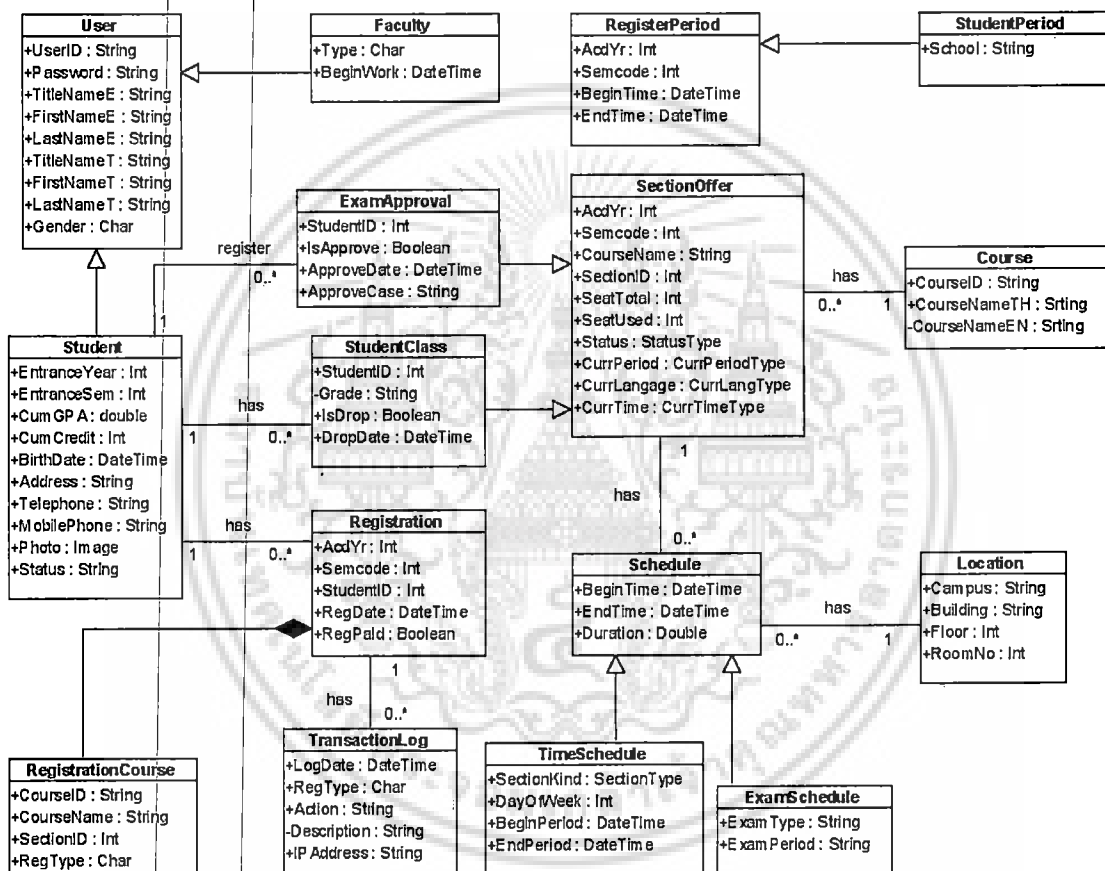 User
+UserID : String
+Password : String
+TitleNameE : String
+FirstNameE : String
+LastNameE : String
+TitleNameT : String
+FirstNameT : String
+LastNameT : String
+Gender : Char
Faculty
+Type : Char
+BeginWork : DateTime
RegisterPeriod
+AcdYr : Int
+Semcode : Int
+BeginTime : DateTime
+EndTime : DateTime
StudentPeriod
+School : String
ExamApproval
+StudentID : Int
+IsApprove : Boolean
+ApproveDate : DateTime
+ApproveCase : String
register
0..*
1
SectionOffer
+AcdYr : Int
+Semcode : Int
+CourseName : String
+SectionID : Int
+SeatTotal : Int
+SeatUsed : Int
+Status : StatusType
+CurrPeriod : CurrPeriodType
+CurrLangage : CurrLangType
+CurrTime : CurrTimeType
has
0..*
1
Course
+CourseID : String
+CourseNameTH : Srting
-CourseNameEN : Srting
Student
+EntranceYear : Int
+EntranceSem : Int
+CumGPA : double
+CumCredit : Int
+BirthDate : DateTime
+Address : String
+Telephone : String
+MobilePhone : String
+Photo : Image
+Status : String
has
1
0..*
StudentClass
+StudentID : Int
-Grade : String
+IsDrop : Boolean
+DropDate : DateTime
has
1
0..*
Registration
+AcdYr : Int
+Semcode : Int
+StudentID : Int
+RegDate : DateTime
+RegPaid : Boolean
1
has
0..*
1
has
0..*
Schedule
+BeginTime : DateTime
+EndTime : DateTime
+Duration : Double
has
0..*
1
Location
+Campus : String
+Building : String
+Floor : Int
+RoomNo : Int
RegistrationCourse
+CourseID : String
+CourseName : String
+SectionID : Int
+RegType : Char
TransactionLog
+LogDate : DateTime
+RegType : Char
+Action : String
-Description : String
+IPAddress : String
TimeSchedule
+SectionKind : SectionType
+DayOfWeek : Int
+BeginPeriod : DateTime
+EndPeriod : DateTime
ExamSchedule
+ExamType : String
+ExamPeriod : String